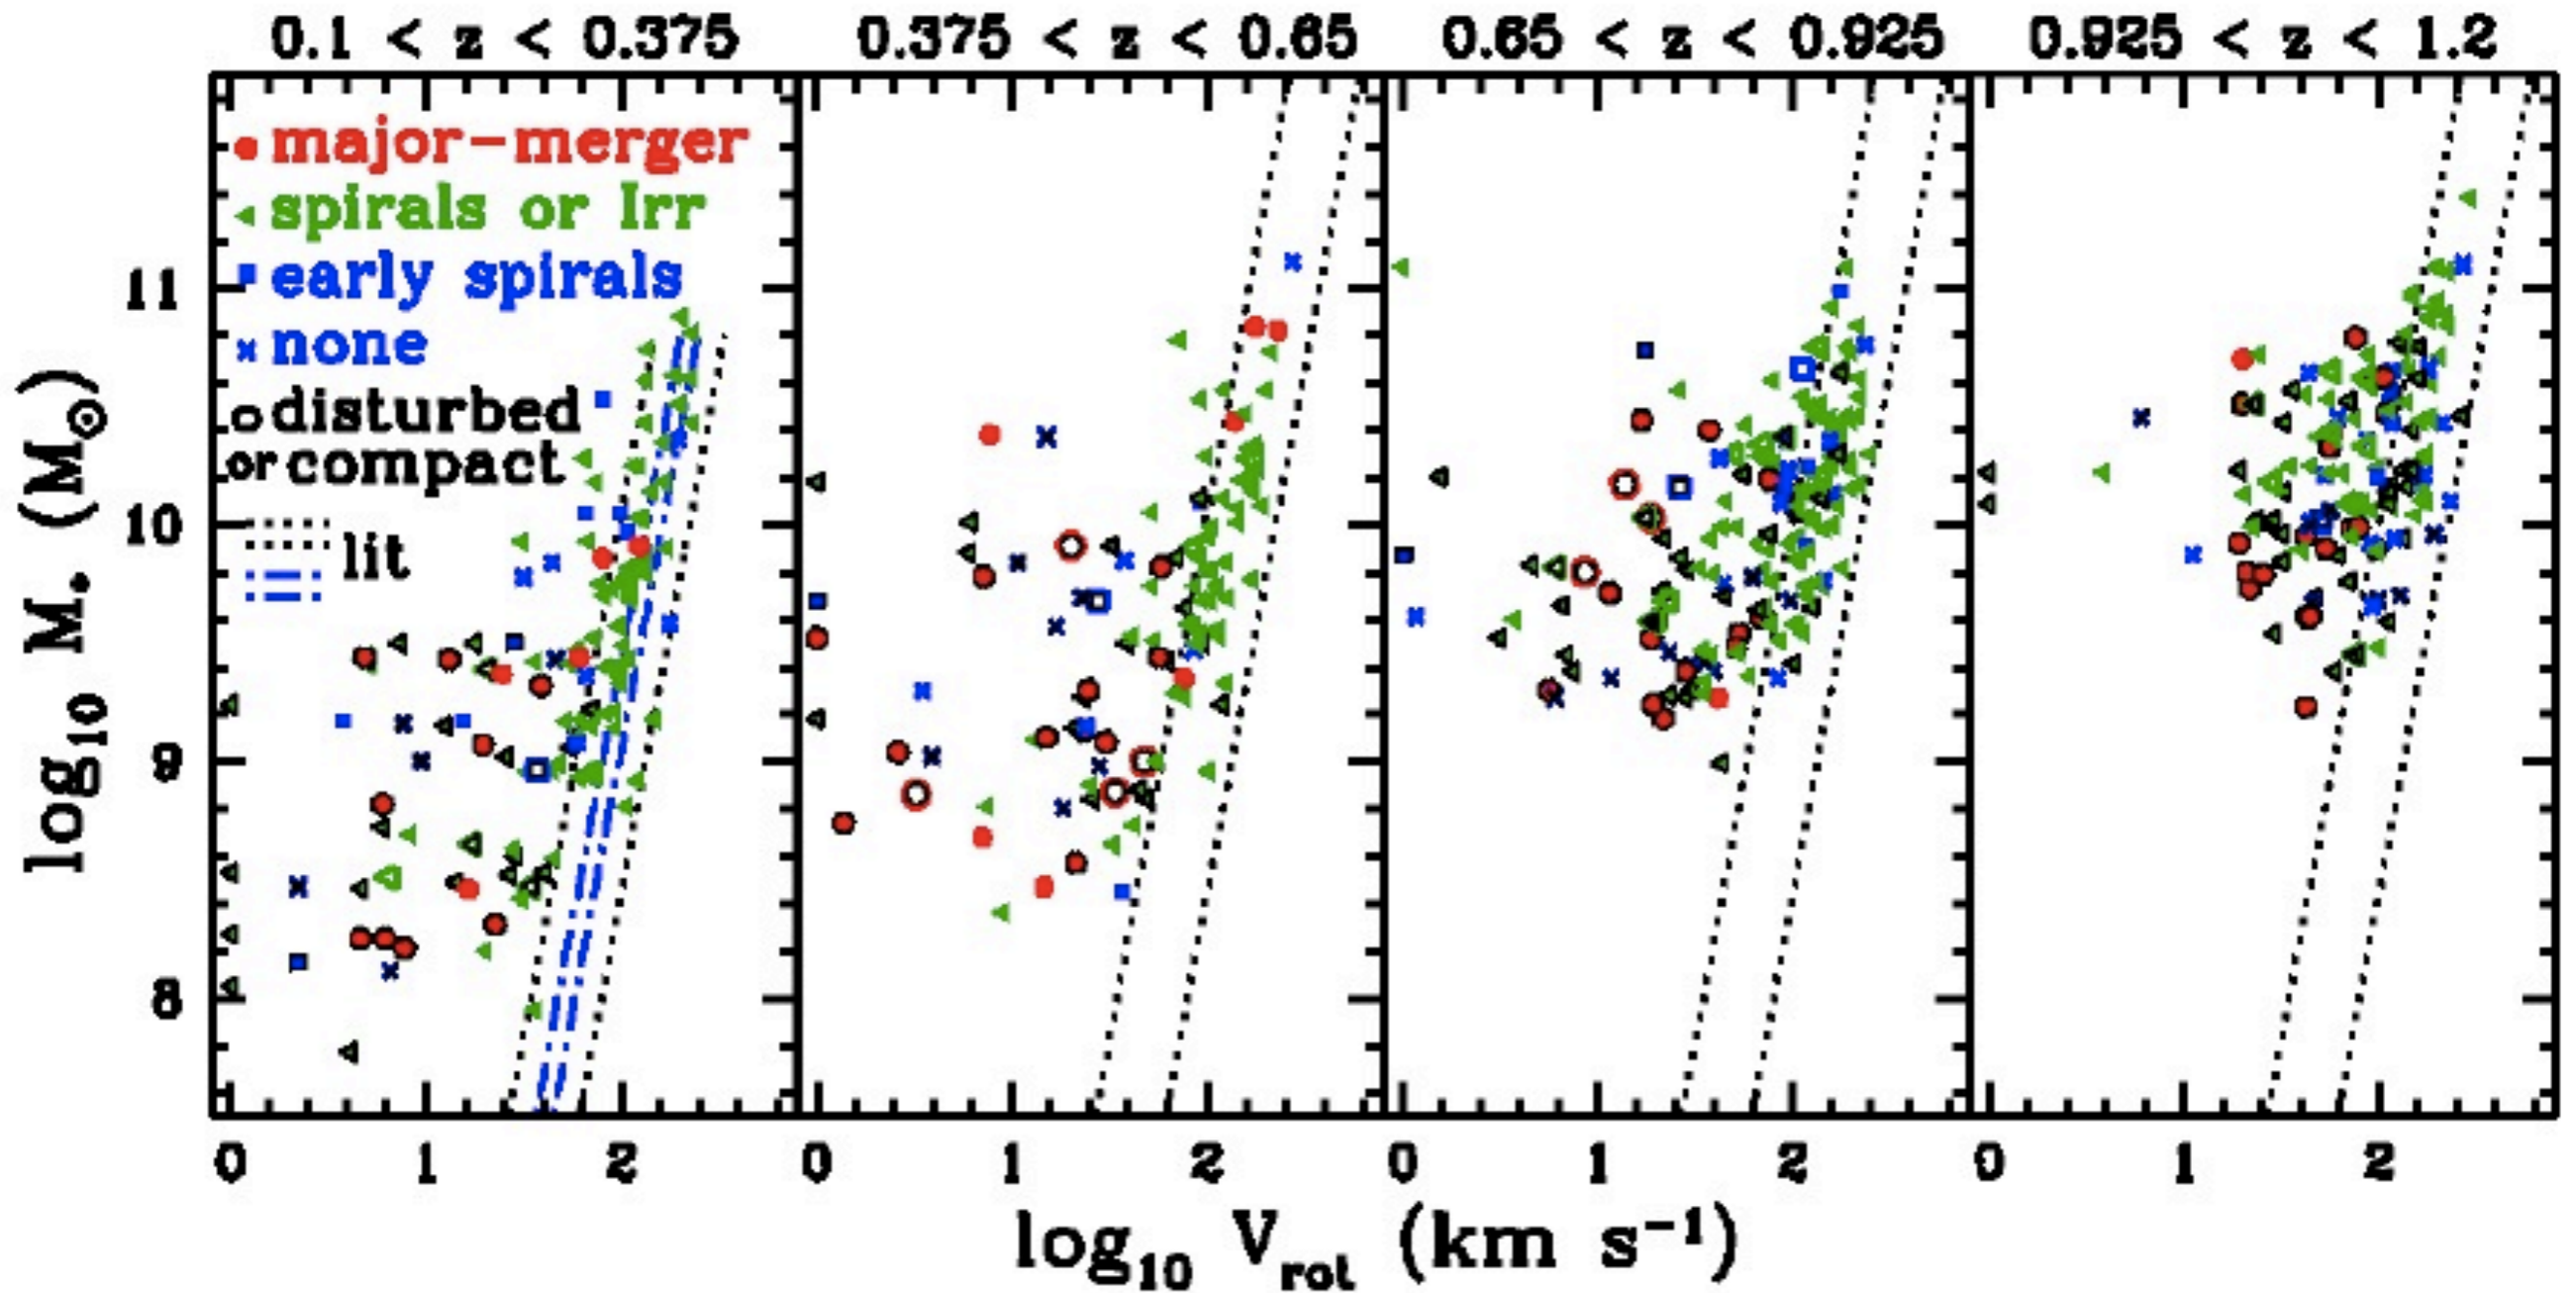 0.1 < z < 0.375
0.375 < z < 0.65
0.65 < z < 0.925
0.925 < z < 1.2
major-merger
spirals or Irr
early spirals
none
disturbed
or compact
lit
log₁₀ M* (M⊙)
11
10
9
8
0 1 2
0 1 2
0 1 2
0 1 2
log₁₀ Vrot (km s⁻¹)